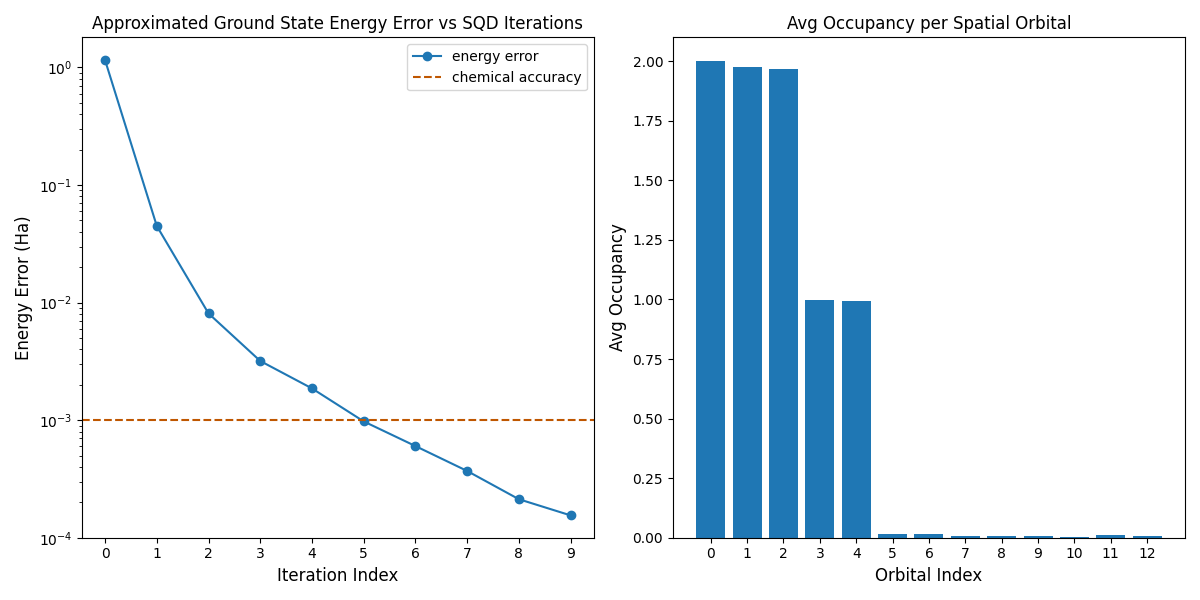 Approximated Ground State Energy Error vs SQD Iterations
energy error
chemical accuracy
10⁰
10⁻¹
10⁻²
10⁻³
10⁻⁴
Energy Error (Ha)
0 1 2 3 4 5 6 7 8 9
Iteration Index
Avg Occupancy per Spatial Orbital
2.00
1.75
1.50
1.25
1.00
0.75
0.50
0.25
0.00
Avg Occupancy
0 1 2 3 4 5 6 7 8 9 10 11 12
Orbital Index